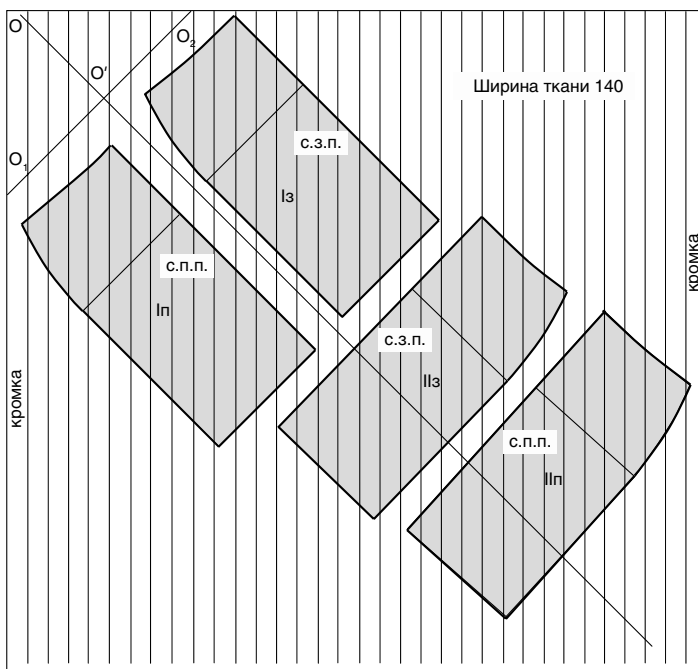 O
O₂
O′
Ширина ткани 140
с.з.п.
O₁
Iз
кромка
с.п.п.
Iп
с.з.п.
IIз
кромка
с.п.п.
IIп